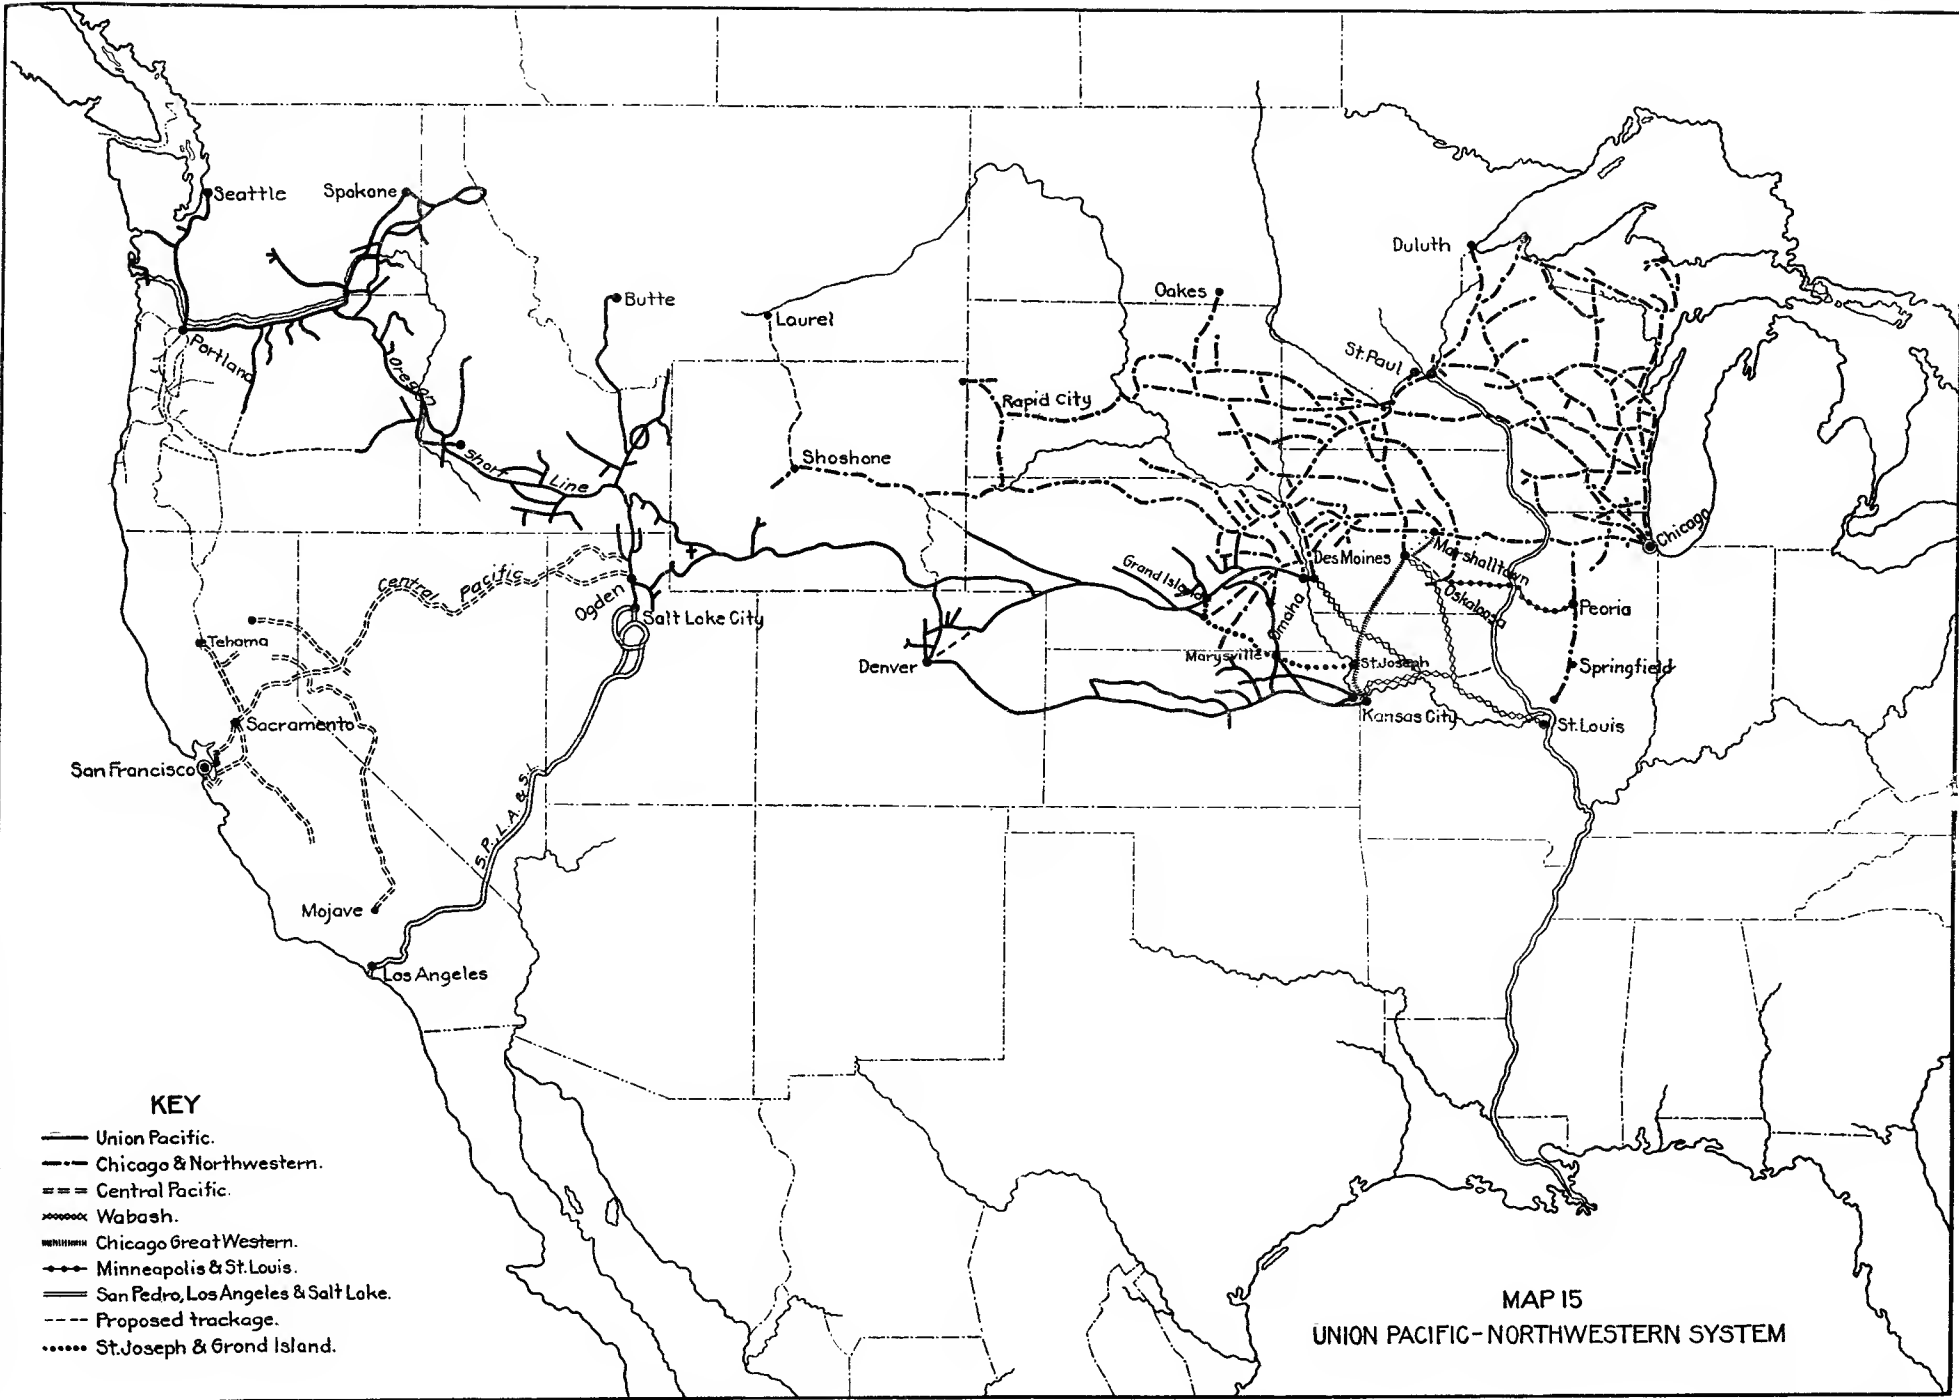 Seattle
Spokane
Butte
Laurel
Oakes
Duluth
Portland
Oregon
Short
Line
St. Paul
Rapid City
Shoshone
Chicago
Central Pacific
Ogden
Salt Lake City
Grand Island
Omaha
Des Moines
Marshalltown
Oskaloosa
Peoria
Tehama
Denver
Marysville
St. Joseph
Springfield
Sacramento
Kansas City
St. Louis
San Francisco
S.P., L.A. & S.L.
Mojave
Los Angeles
KEY
Union Pacific.
Chicago & Northwestern.
Central Pacific.
Wabash.
Chicago Great Western.
Minneapolis & St. Louis.
San Pedro, Los Angeles & Salt Lake.
Proposed trackage.
St. Joseph & Grand Island.
MAP 15
UNION PACIFIC-NORTHWESTERN SYSTEM